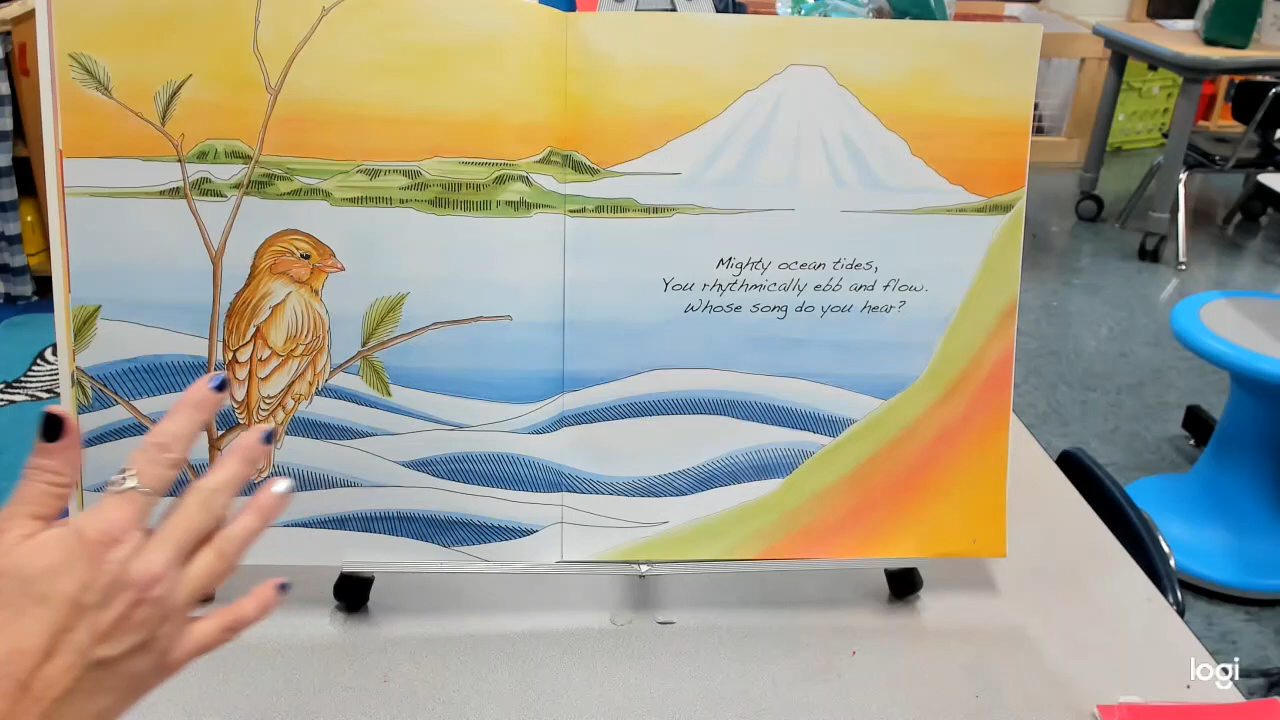 Mighty ocean tides,
You rhythmically ebb and flow.
Whose song do you hear?
logi